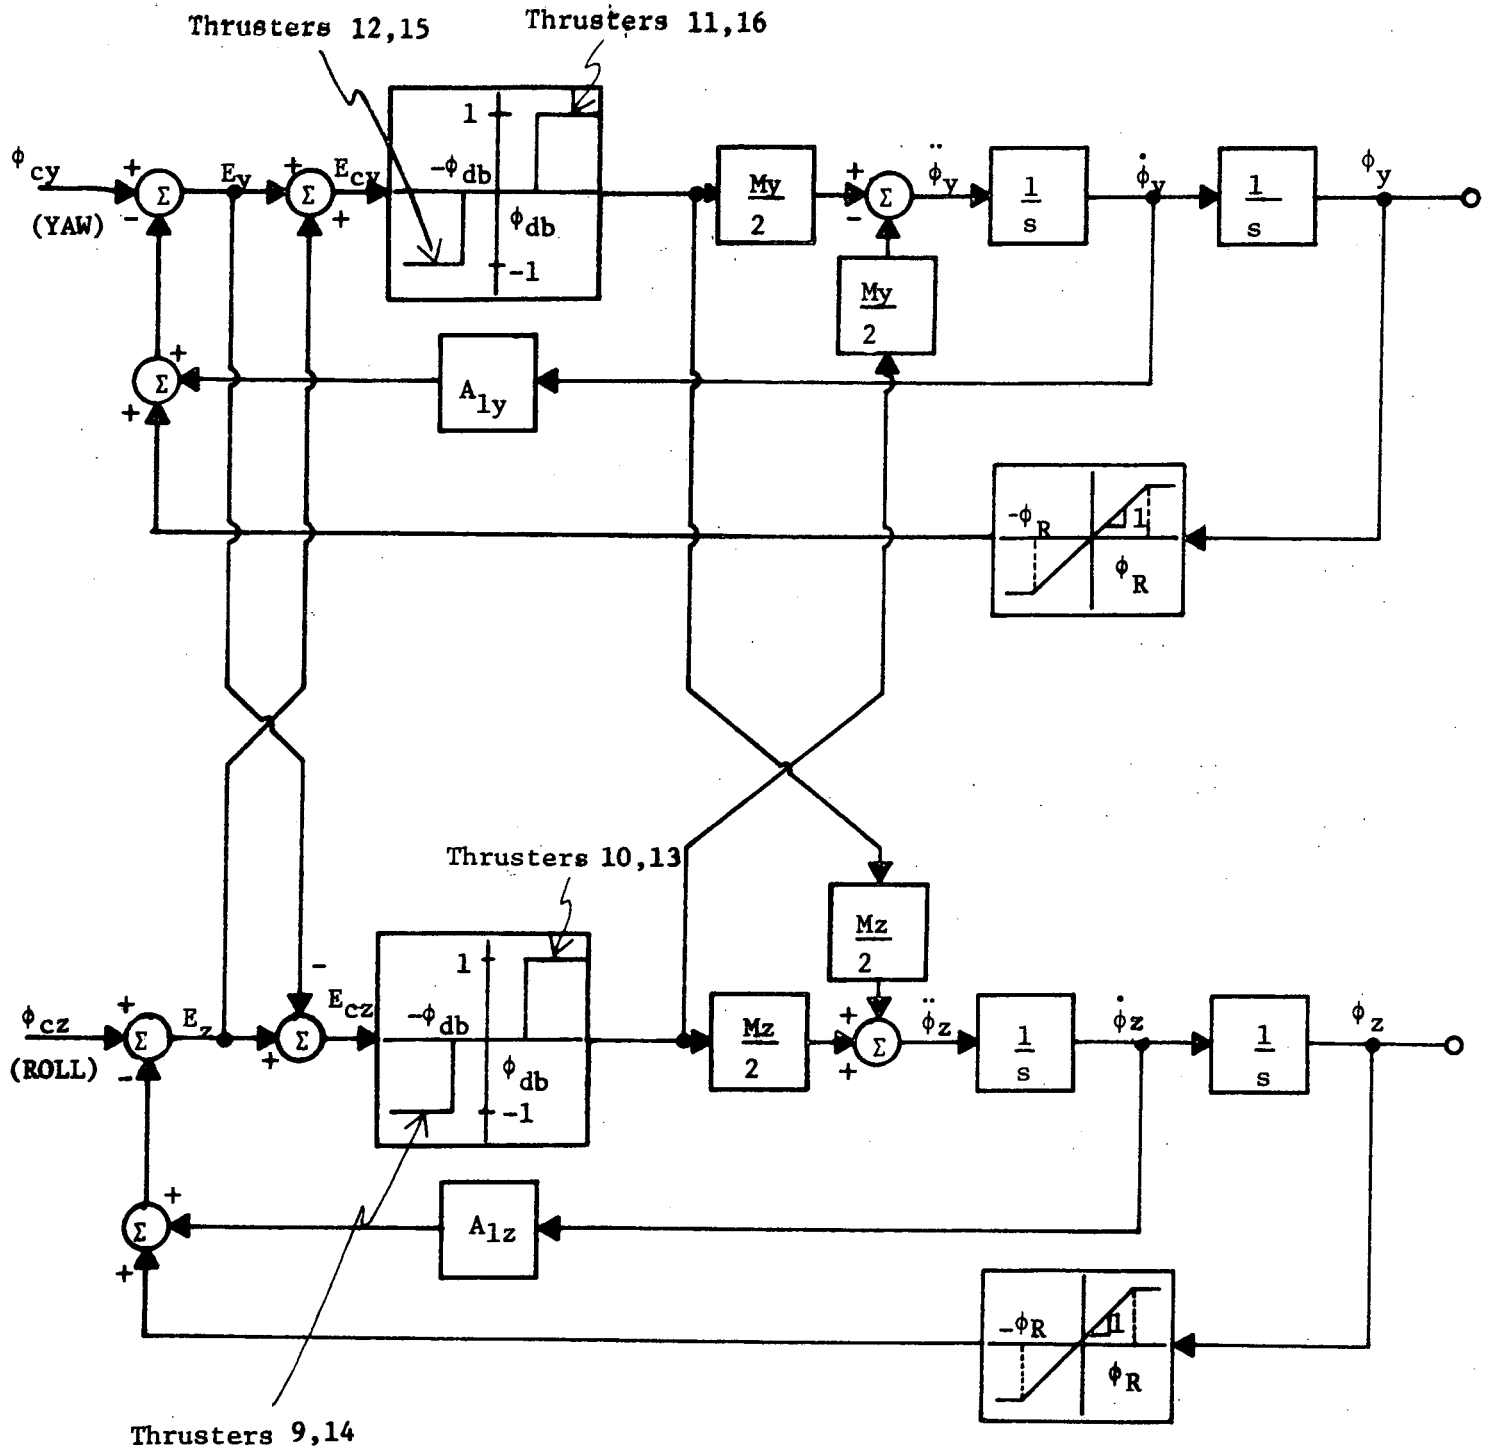 Thrusters 12,15
Thrusters 11,16
ϕcy
(YAW)
+
-
Σ
Ey
+
+
Σ
Ecy
1
-ϕdb
ϕdb
-1
My
2
+
-
Σ
ϕ̈y
1
s
ϕ̇y
1
s
ϕy
My
2
+
+
Σ
A1y
-ϕR
1
ϕR
Thrusters 10,13
ϕcz
(ROLL)
+
-
Σ
Ez
-
+
Σ
Ecz
1
-ϕdb
ϕdb
-1
Mz
2
Mz
2
+
+
Σ
ϕ̈z
1
s
ϕ̇z
1
s
ϕz
+
+
Σ
A1z
-ϕR
1
ϕR
Thrusters 9,14